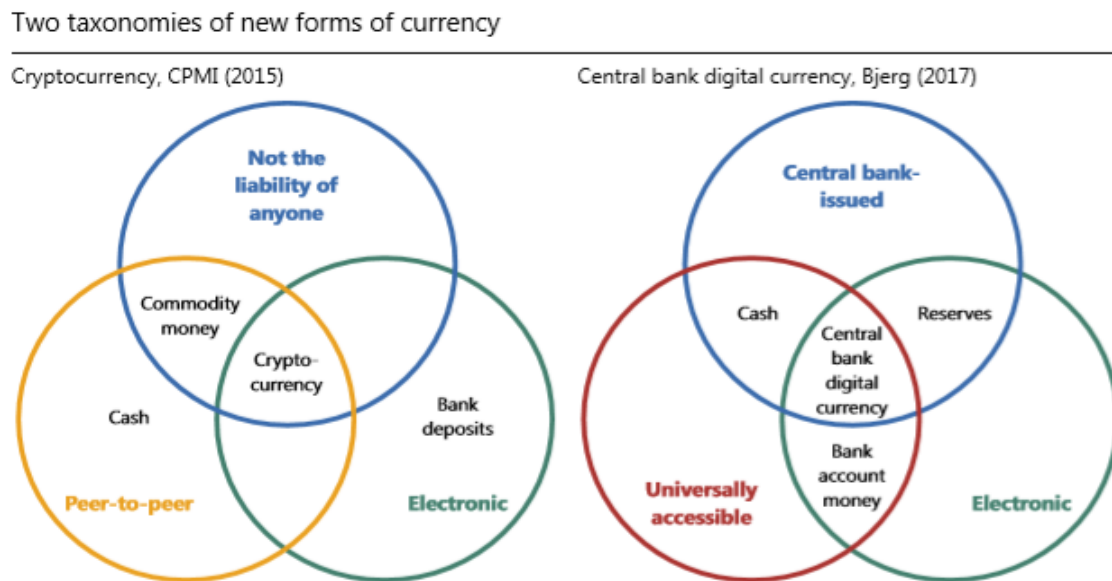 Two taxonomies of new forms of currency
Cryptocurrency, CPMI (2015)
Not the
liability of
anyone
Commodity
money
Crypto-
currency
Cash
Bank
deposits
Peer-to-peer
Electronic
Central bank digital currency, Bjerg (2017)
Central bank-
issued
Cash
Reserves
Central
bank
digital
currency
Bank
account
money
Universally
accessible
Electronic